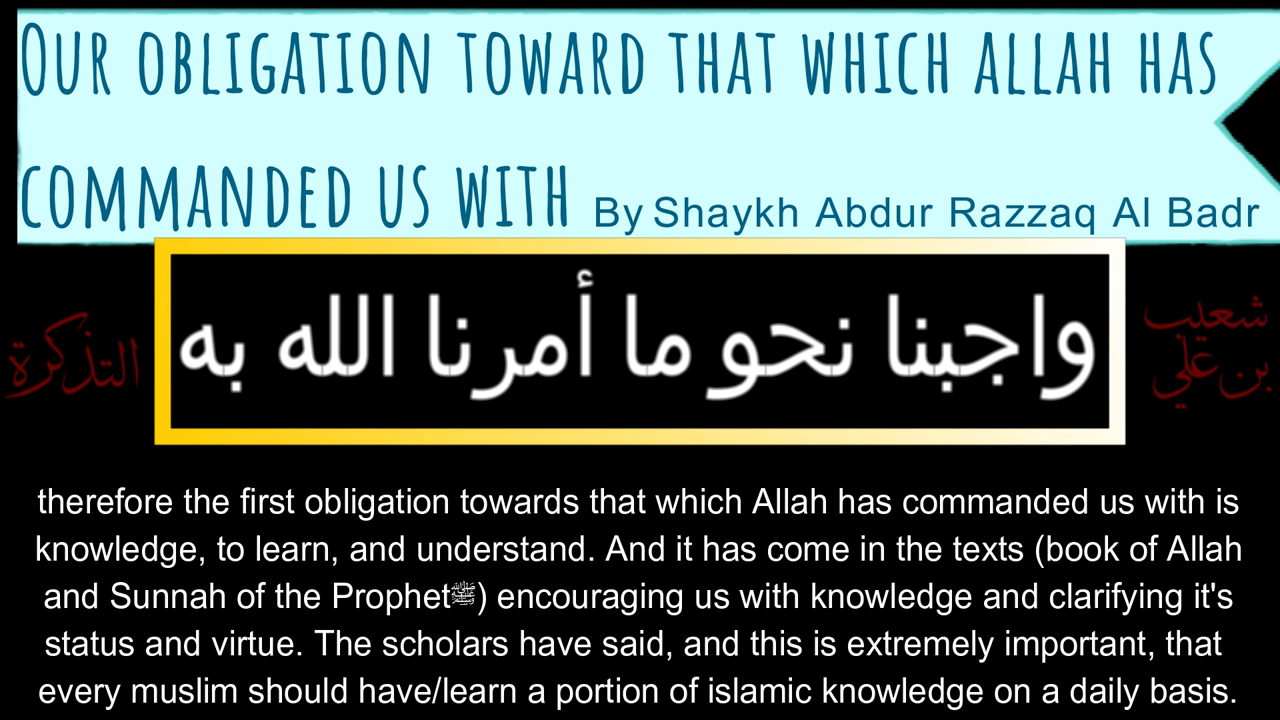 Our obligation toward that which Allah has
commanded us with By Shaykh Abdur Razzaq Al Badr
واجبنا نحو ما أمرنا الله به
شعيب
بن علي
التذكرة
therefore the first obligation towards that which Allah has commanded us with is
knowledge, to learn, and understand. And it has come in the texts (book of Allah
and Sunnah of the Prophetﷺ) encouraging us with knowledge and clarifying it's
status and virtue. The scholars have said, and this is extremely important, that
every muslim should have/learn a portion of islamic knowledge on a daily basis.